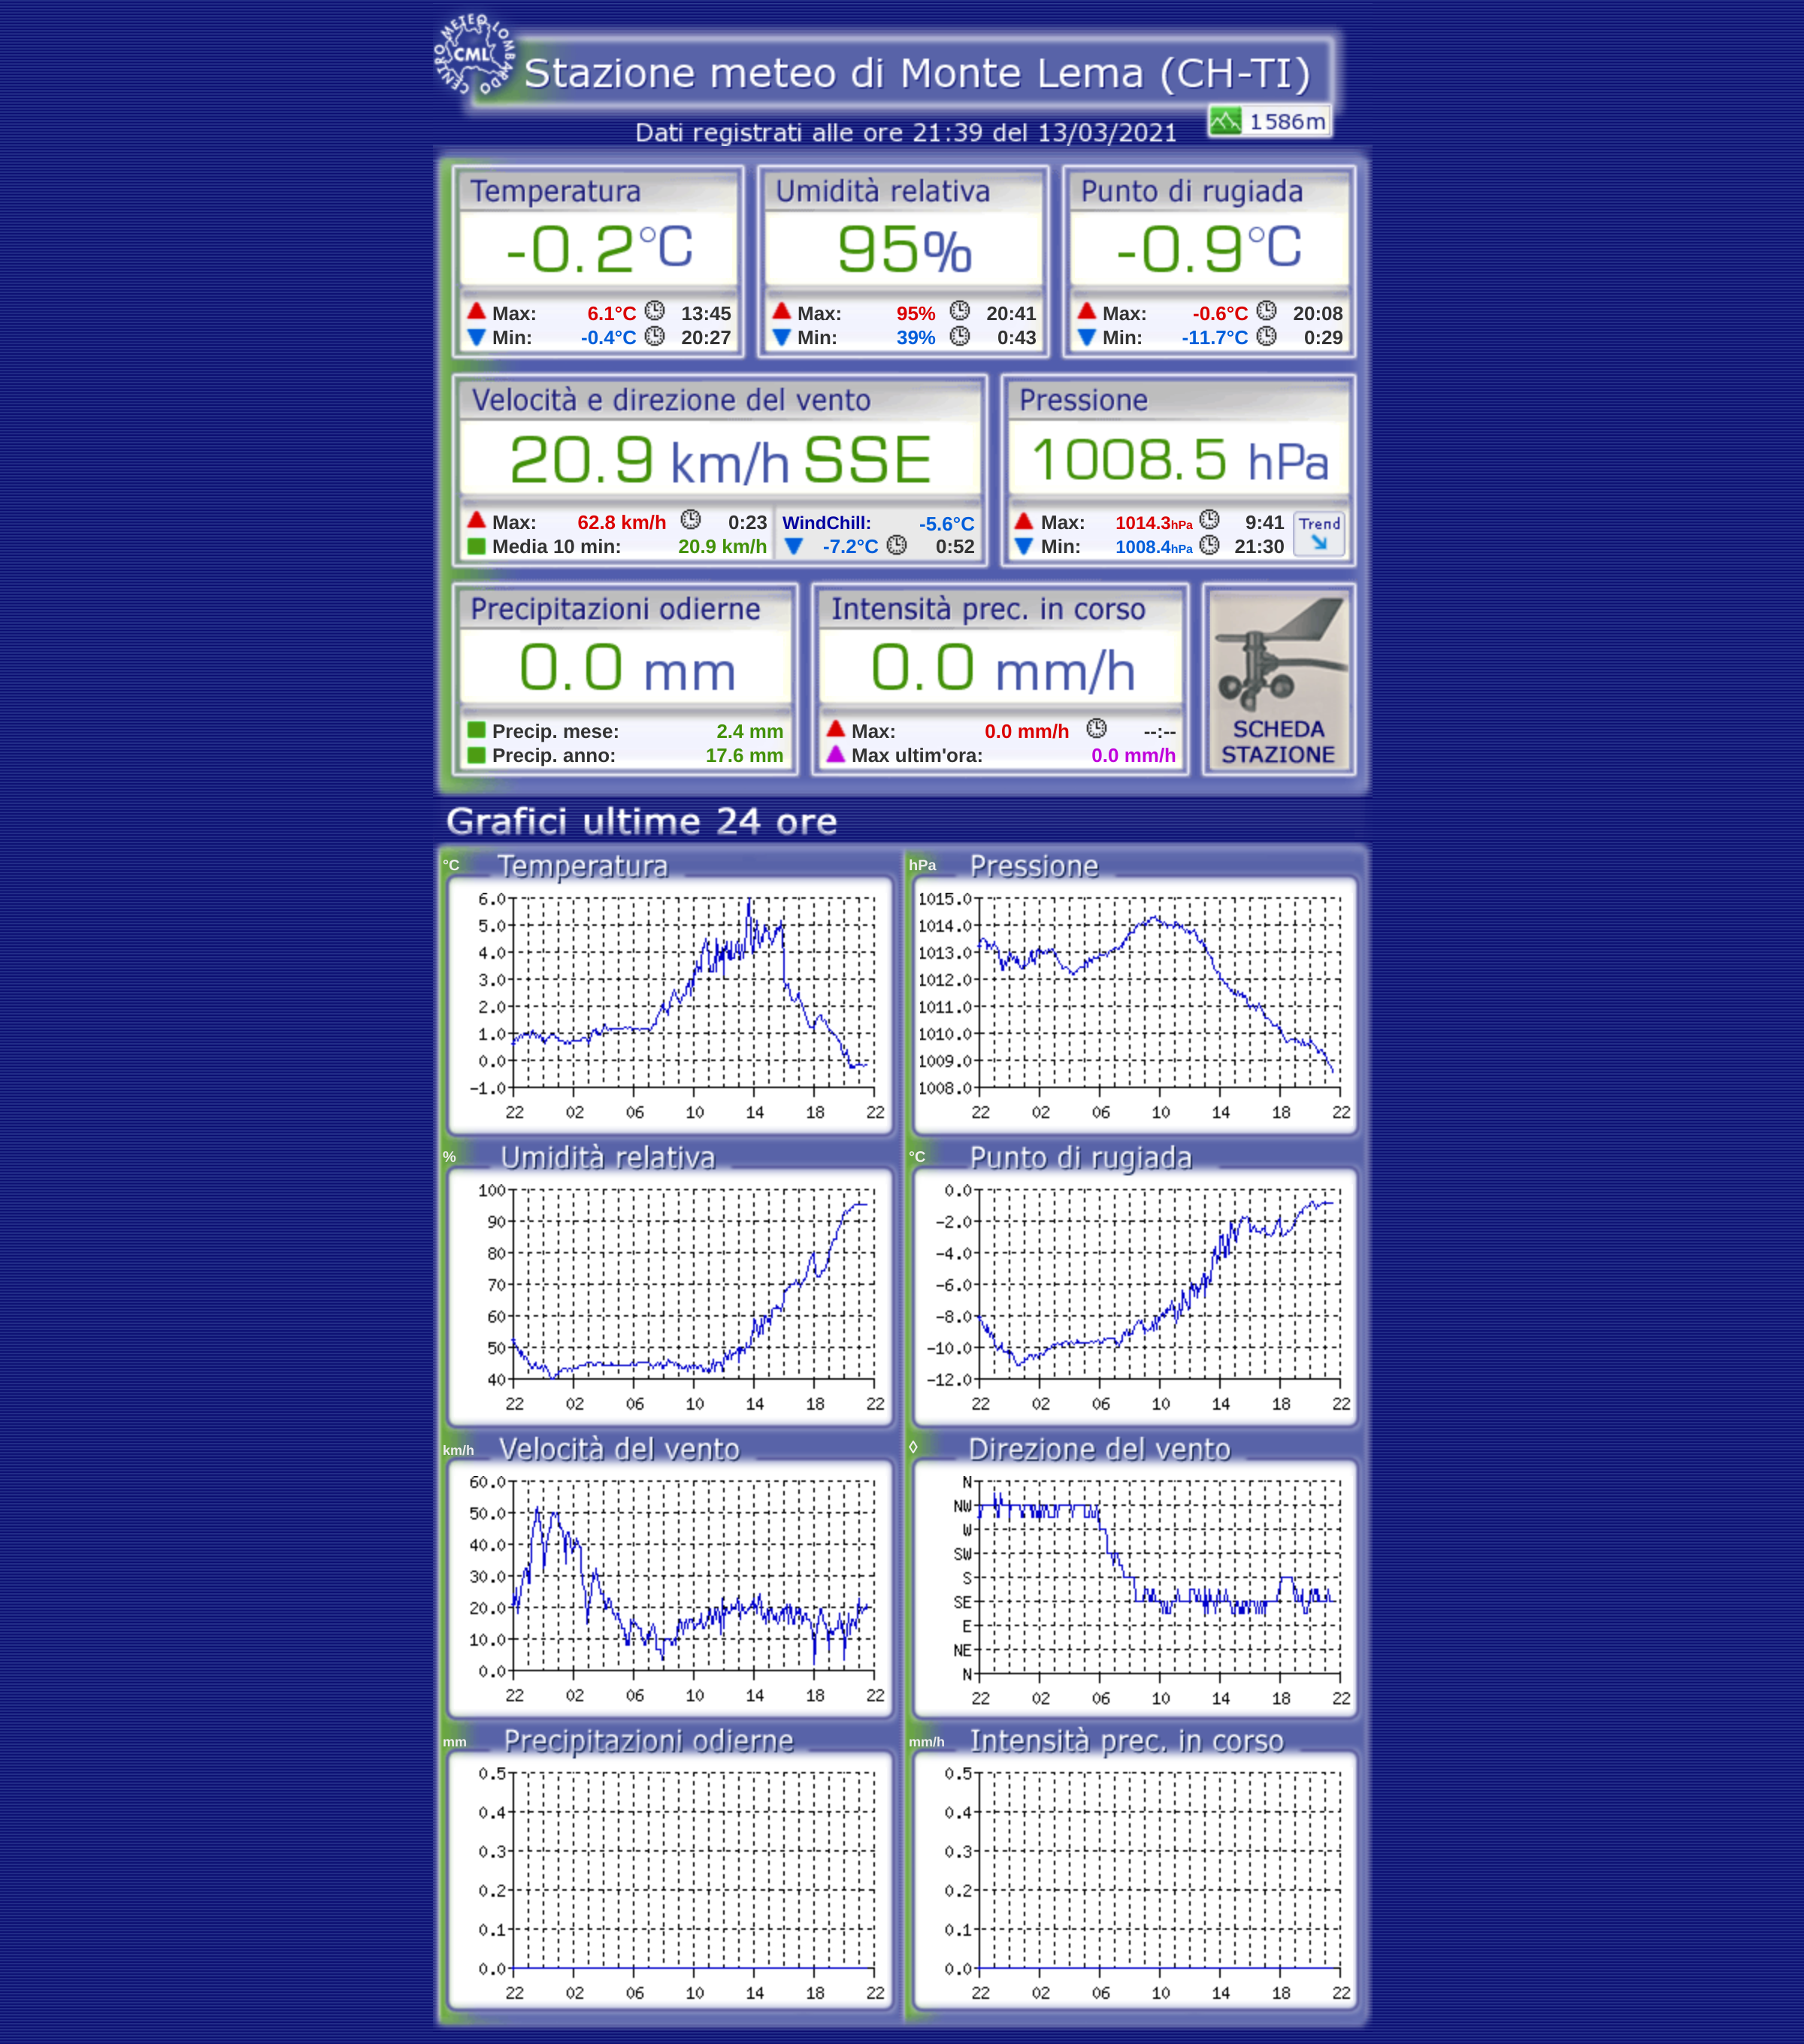 CENTRO METEO LOMBARDO
CML
Stazione meteo di Monte Lema (CH-TI)
1586m
Dati registrati alle ore 21:39 del 13/03/2021
Temperatura Umidità relativa Punto di rugiada
-0.2°C 95% -0.9°C
Max: 6.1°C 13:45 Max: 95% 20:41 Max: -0.6°C 20:08
Min: -0.4°C 20:27 Min: 39% 0:43 Min: -11.7°C 0:29
Velocità e direzione del vento Pressione
20.9 km/h SSE 1008.5 hPa
Max: 62.8 km/h 0:23 WindChill: -5.6°C Max: 1014.3hPa 9:41 Trend
Media 10 min: 20.9 km/h -7.2°C 0:52 Min: 1008.4hPa 21:30
Precipitazioni odierne Intensità prec. in corso
0.0 mm 0.0 mm/h
Precip. mese: 2.4 mm Max: 0.0 mm/h --:-- SCHEDA
Precip. anno: 17.6 mm Max ultim'ora: 0.0 mm/h STAZIONE
Grafici ultime 24 ore
°C Temperatura hPa Pressione
6.0 1015.0
5.0 1014.0
4.0 1013.0
3.0 1012.0
2.0 1011.0
1.0 1010.0
0.0 1009.0
-1.0 1008.0
22 02 06 10 14 18 22 22 02 06 10 14 18 22
% Umidità relativa °C Punto di rugiada
100 0.0
90 -2.0
80 -4.0
70 -6.0
60 -8.0
50 -10.0
40 -12.0
22 02 06 10 14 18 22 22 02 06 10 14 18 22
km/h Velocità del vento ◊ Direzione del vento
60.0 N
50.0 NW
W
40.0 SW
30.0 S
20.0 SE
E
10.0 NE
0.0 N
22 02 06 10 14 18 22 22 02 06 10 14 18 22
mm Precipitazioni odierne mm/h Intensità prec. in corso
0.5 0.5
0.4 0.4
0.3 0.3
0.2 0.2
0.1 0.1
0.0 0.0
22 02 06 10 14 18 22 22 02 06 10 14 18 22